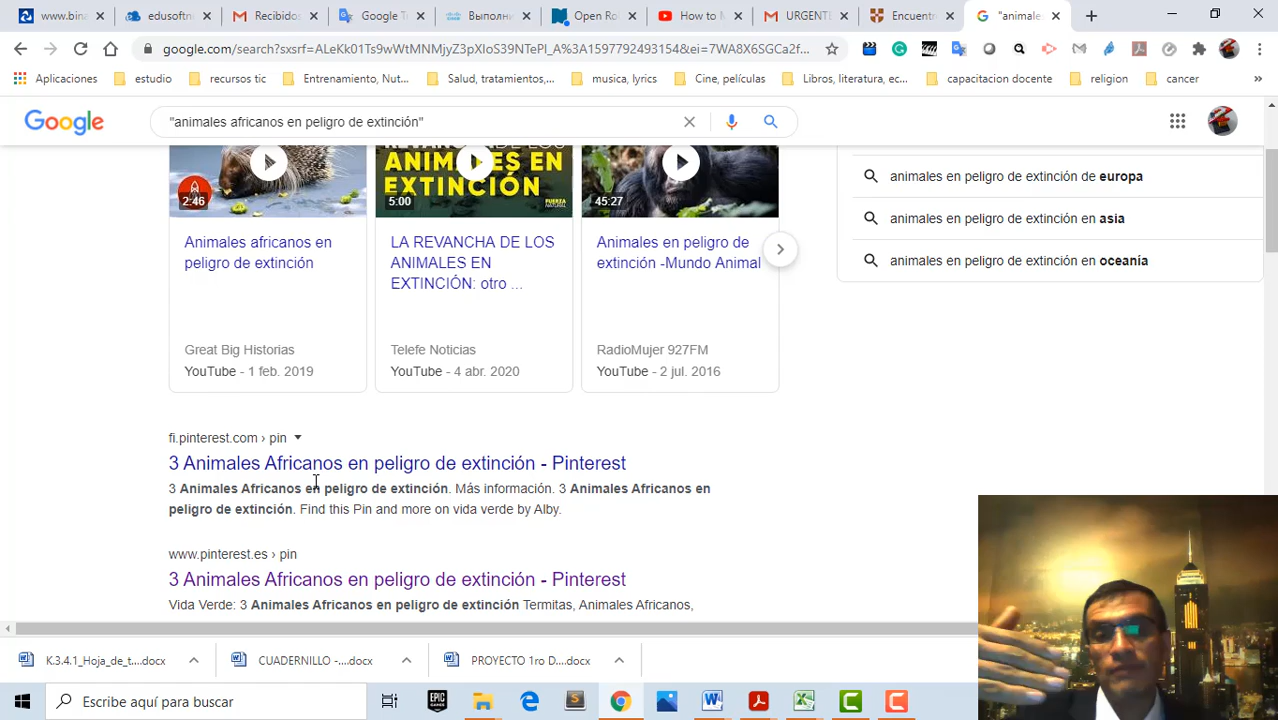 www.bina
edusoftn
Recibidos
Google T
Выполни
Open Ro
How to M
URGENT
Encuentr
"animale
google.com/search?sxsrf=ALeKk01Ts9wWtMNMjyZ3pXIoS39NTePl_A%3A1597792493154&ei=7WA8X6SGCa2f...
Aplicaciones
estudio
recursos tic
Entrenamiento, Nut...
Salud, tratamientos,...
musica, lyrics
Cine, películas
Libros, literatura, ec...
capacitacion docente
religion
cancer
»
Google
"animales africanos en peligro de extinción"
ANIMALES EN
EXTINCIÓN
FUERZA
NATURAL
2:46
5:00
45:27
Animales africanos en
peligro de extinción
Great Big Historias
YouTube - 1 feb. 2019
LA REVANCHA DE LOS
ANIMALES EN
EXTINCIÓN: otro ...
Telefe Noticias
YouTube - 4 abr. 2020
Animales en peligro de
extinción -Mundo Animal
RadioMujer 927FM
YouTube - 2 jul. 2016
animales en peligro de extinción de europa
animales en peligro de extinción en asia
animales en peligro de extinción en oceanía
fi.pinterest.com › pin
3 Animales Africanos en peligro de extinción - Pinterest
3 Animales Africanos en peligro de extinción. Más información. 3 Animales Africanos en
peligro de extinción. Find this Pin and more on vida verde by Alby.
www.pinterest.es › pin
3 Animales Africanos en peligro de extinción - Pinterest
Vida Verde: 3 Animales Africanos en peligro de extinción Termitas, Animales Africanos,
K.3.4.1_Hoja_de_t....docx
CUADERNILLO -....docx
PROYECTO 1ro D....docx
Escribe aquí para buscar
EPIC
GAMES